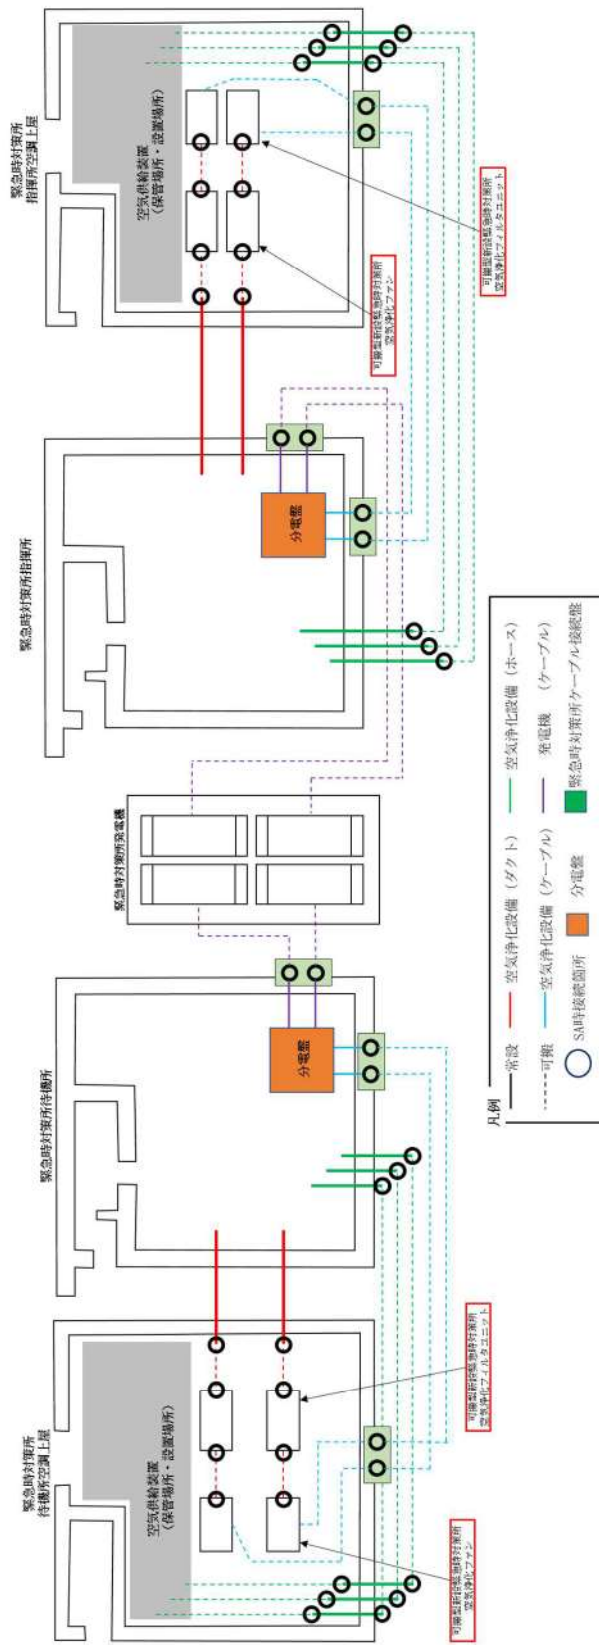 緊急時対策所
待機所空調上屋
空気供給装置
(保管場所・設置場所)
可搬型新設緊急時対策所
空気浄化ファン
可搬型新設緊急時対策所
空気浄化フィルタユニット
緊急時対策所待機所
分電盤
緊急時対策所発電機
緊急時対策所指揮所
分電盤
緊急時対策所
指揮所空調上屋
空気供給装置
(保管場所・設置場所)
可搬型新設緊急時対策所
空気浄化ファン
可搬型新設緊急時対策所
空気浄化フィルタユニット
凡例
常設
空気浄化設備(ダクト)
空気浄化設備(ホース)
可搬
空気浄化設備(ケーブル)
発電機 (ケーブル)
SA時接続箇所
分電盤
緊急時対策所ケーブル接続盤